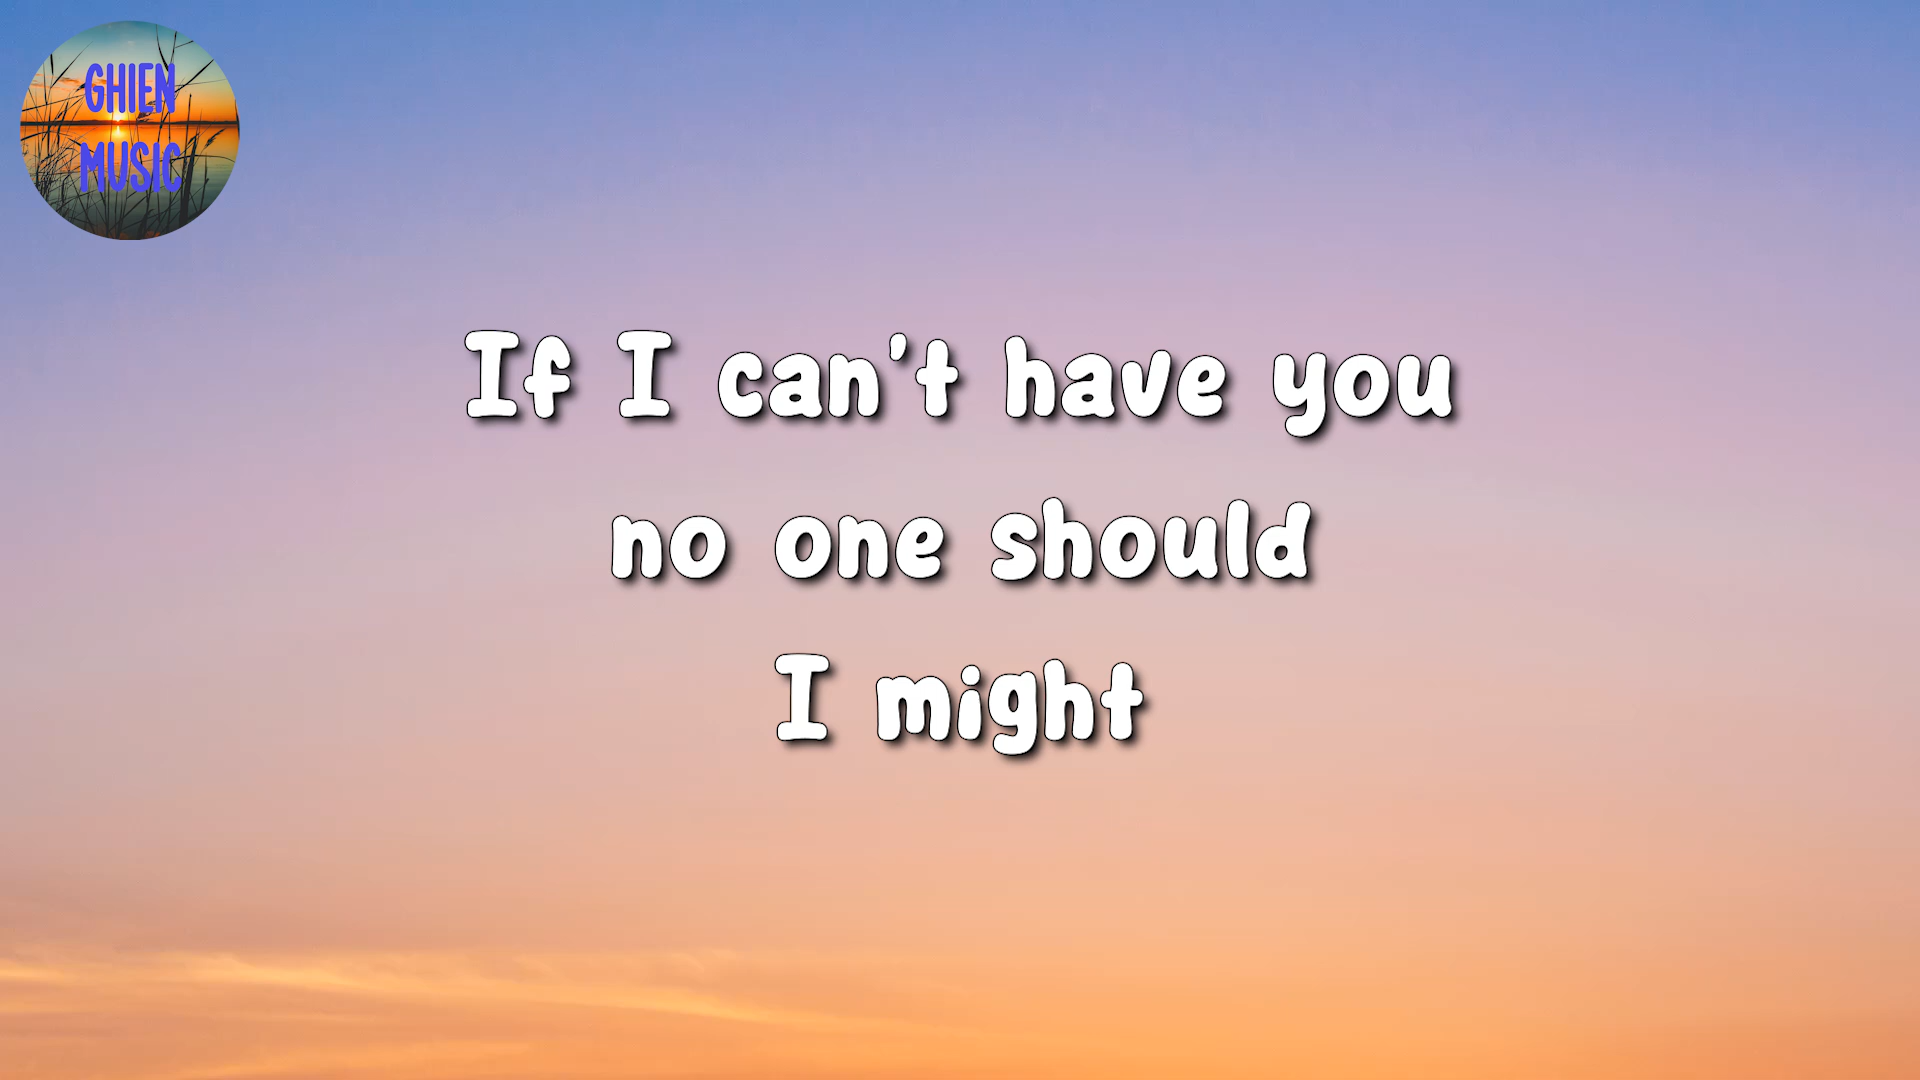 GHIEN
MUSIC
If I can't have you
no one should
I might